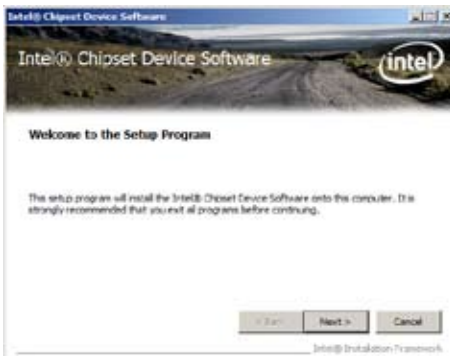 Intel® Chipset Device Software
Intel® Chipset Device Software
intel
Welcome to the Setup Program
This setup program will install the Intel® Chipset Device Software onto this computer. It is
strongly recommended that you exit all programs before continuing.
< Back
Next >
Cancel
Intel® Installation Framework